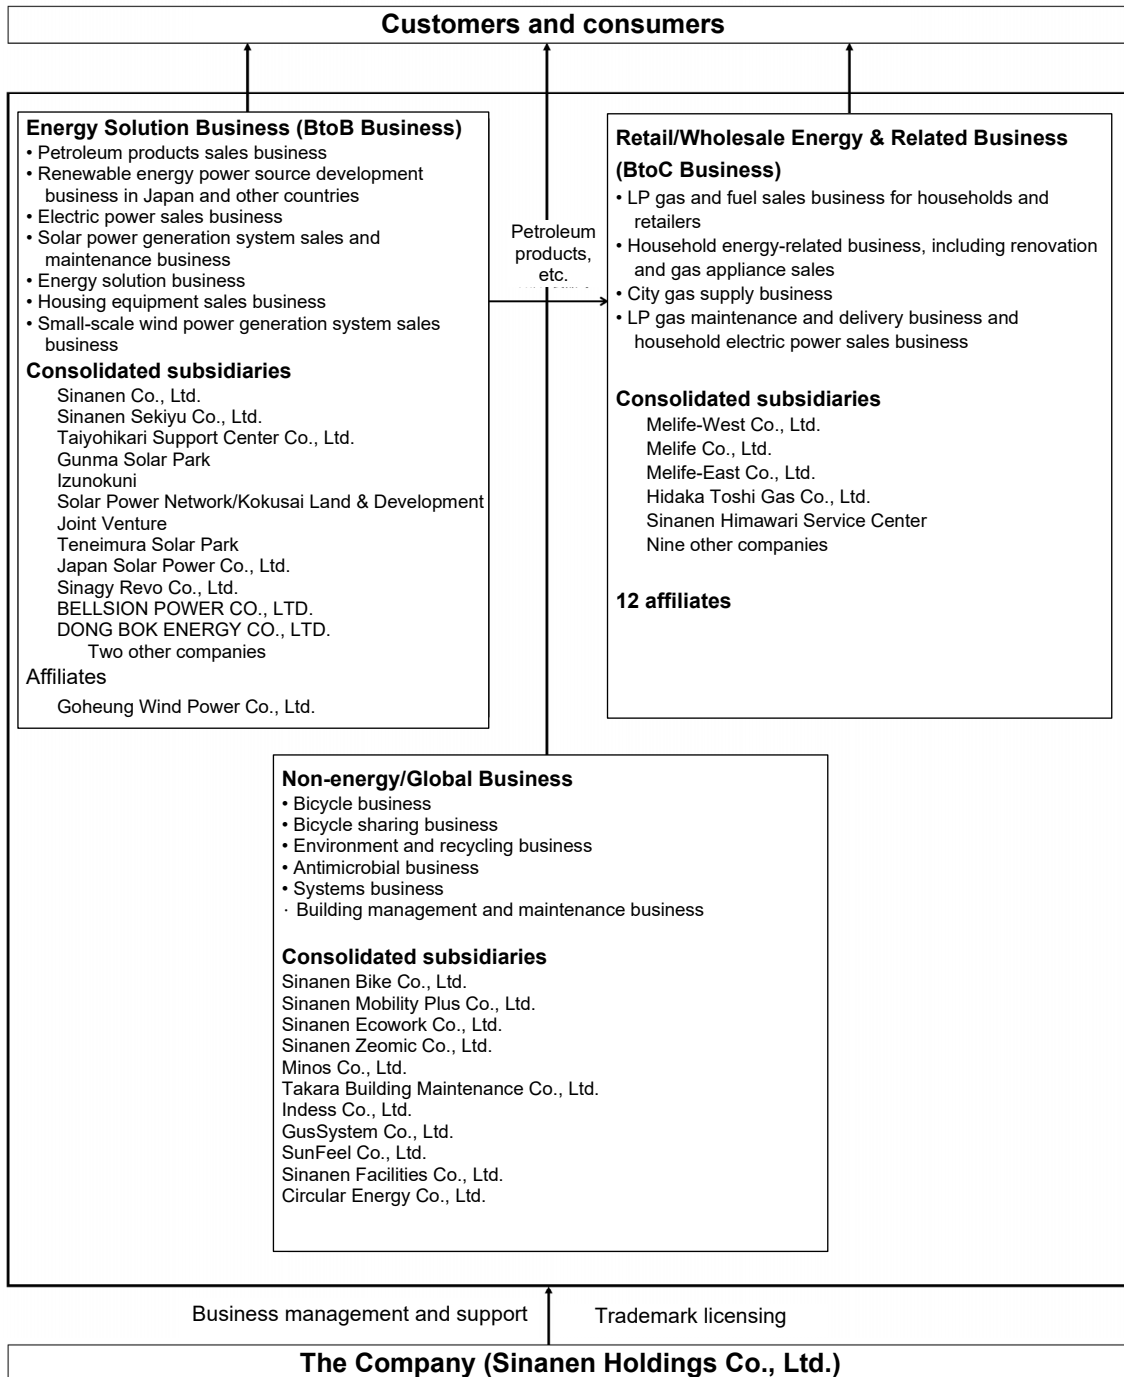 Customers and consumers
Energy Solution Business (BtoB Business)
• Petroleum products sales business
• Renewable energy power source development
business in Japan and other countries
• Electric power sales business
• Solar power generation system sales and
maintenance business
• Energy solution business
• Housing equipment sales business
• Small-scale wind power generation system sales
business
Consolidated subsidiaries
Sinanen Co., Ltd.
Sinanen Sekiyu Co., Ltd.
Taiyohikari Support Center Co., Ltd.
Gunma Solar Park
Izunokuni
Solar Power Network/Kokusai Land & Development
Joint Venture
Teneimura Solar Park
Japan Solar Power Co., Ltd.
Sinagy Revo Co., Ltd.
BELLSION POWER CO., LTD.
DONG BOK ENERGY CO., LTD.
Two other companies
Affiliates
Goheung Wind Power Co., Ltd.
Petroleum
products,
etc.
Retail/Wholesale Energy & Related Business
(BtoC Business)
• LP gas and fuel sales business for households and
retailers
• Household energy-related business, including renovation
and gas appliance sales
• City gas supply business
• LP gas maintenance and delivery business and
household electric power sales business
Consolidated subsidiaries
Melife-West Co., Ltd.
Melife Co., Ltd.
Melife-East Co., Ltd.
Hidaka Toshi Gas Co., Ltd.
Sinanen Himawari Service Center
Nine other companies
12 affiliates
Non-energy/Global Business
• Bicycle business
• Bicycle sharing business
• Environment and recycling business
• Antimicrobial business
• Systems business
· Building management and maintenance business
Consolidated subsidiaries
Sinanen Bike Co., Ltd.
Sinanen Mobility Plus Co., Ltd.
Sinanen Ecowork Co., Ltd.
Sinanen Zeomic Co., Ltd.
Minos Co., Ltd.
Takara Building Maintenance Co., Ltd.
Indess Co., Ltd.
GusSystem Co., Ltd.
SunFeel Co., Ltd.
Sinanen Facilities Co., Ltd.
Circular Energy Co., Ltd.
Business management and support
Trademark licensing
The Company (Sinanen Holdings Co., Ltd.)